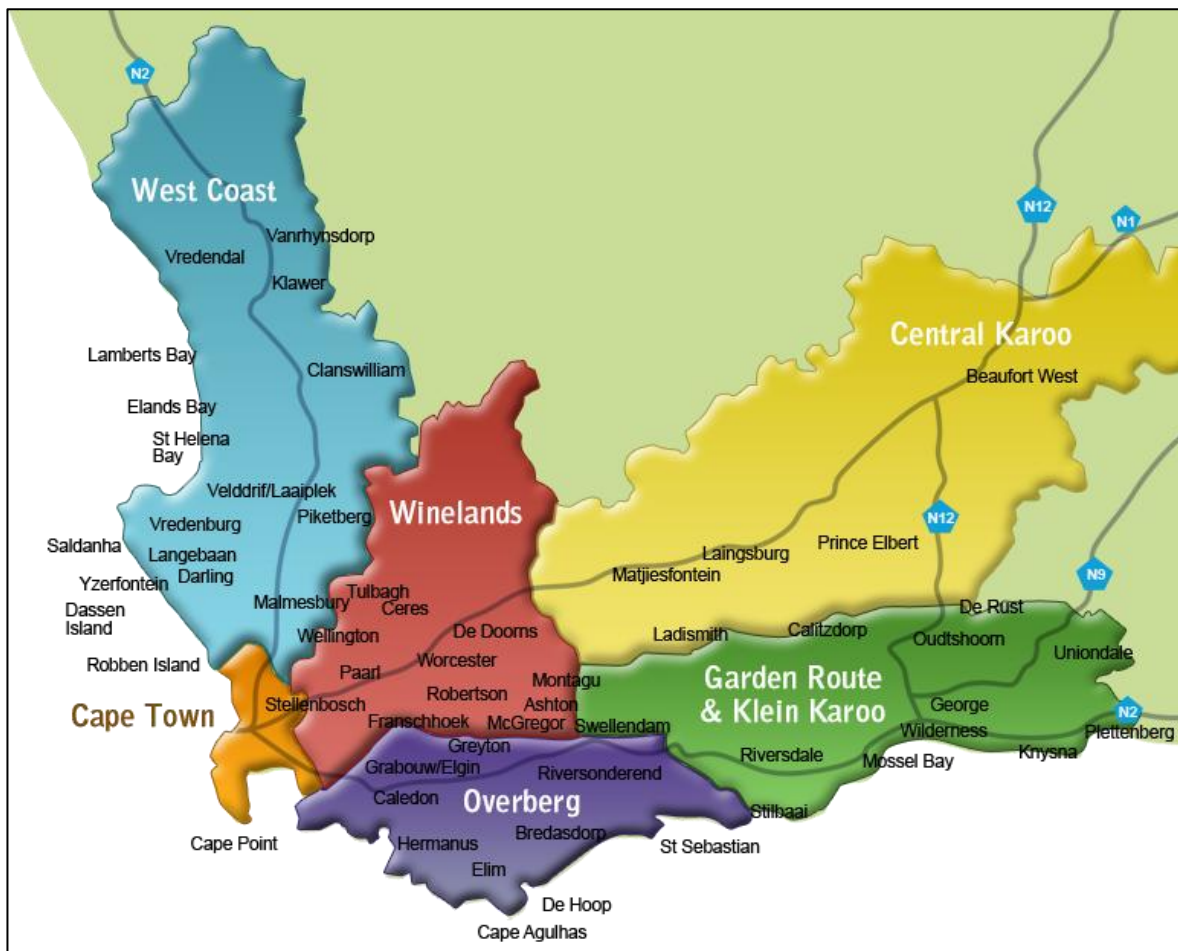 N2
West Coast
Vanrhynsdorp
Vredendal
Klawer
N12
N1
Central Karoo
Lamberts Bay
Clanswilliam
Beaufort West
Elands Bay
St Helena
Bay
Velddrif/Laaiplek
Piketberg
Winelands
Vredenburg
N12
Saldanha
Langebaan
Darling
Prince Elbert
Laingsburg
Matjiesfontein
N9
Yzerfontein
Dassen
Island
Malmesbury
Tulbagh
Ceres
De Rust
Wellington
De Doorns
Ladismith
Calitzdorp
Oudtshoorn
Uniondale
Robben Island
Paarl
Worcester
Montagu
Garden Route
& Klein Karoo
Cape Town
Stellenbosch
Robertson
Ashton
George
N2
Franschhoek
McGregor
Swellendam
Wilderness
Plettenberg
Greyton
Riversdale
Mossel Bay
Knysna
Grabouw/Elgin
Riversonderend
Caledon
Overberg
Stilbaai
Cape Point
Hermanus
Bredasdorp
St Sebastian
Elim
De Hoop
Cape Agulhas